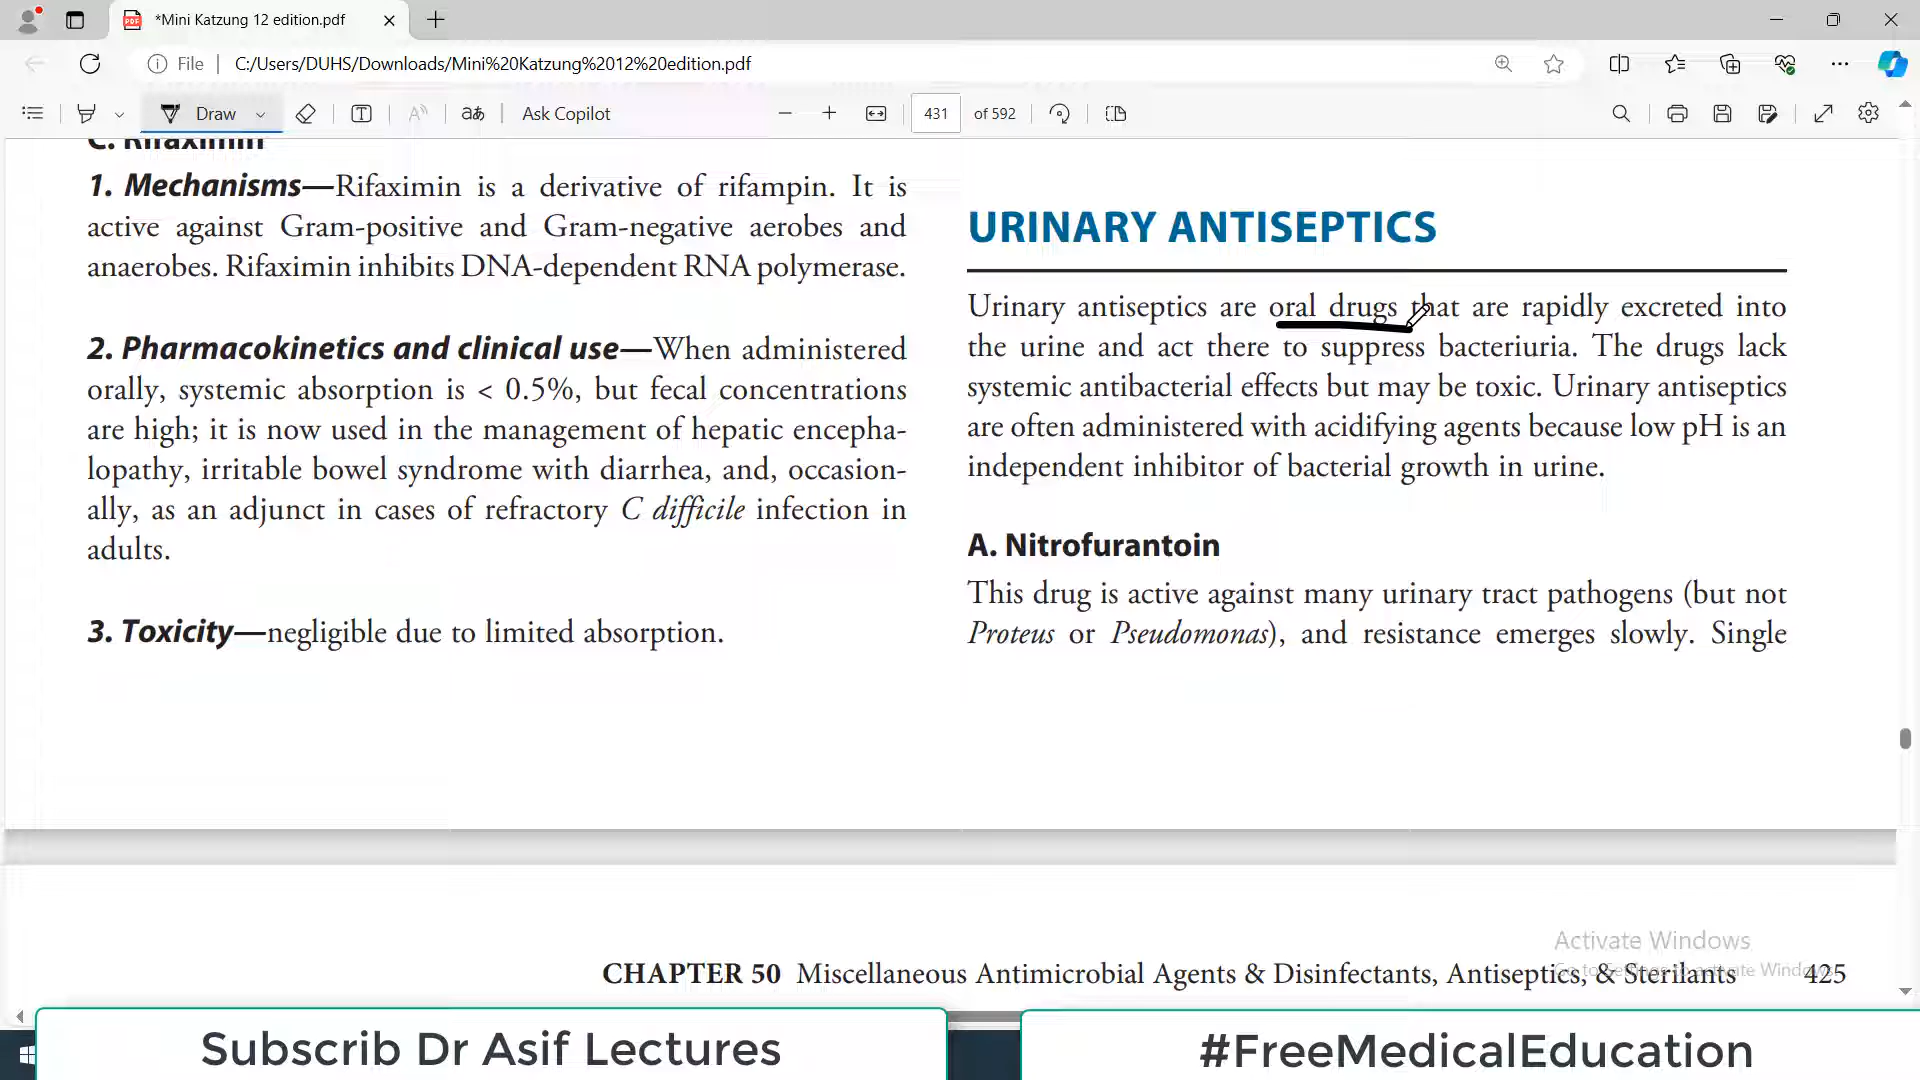 *Mini Katzung 12 edition.pdf
File
C:/Users/DUHS/Downloads/Mini%20Katzung%2012%20edition.pdf
Draw
Ask Copilot
431 of 592
C. Rifaximin
1. Mechanisms—Rifaximin is a derivative of rifampin. It is
active against Gram-positive and Gram-negative aerobes and
anaerobes. Rifaximin inhibits DNA-dependent RNA polymerase.
2. Pharmacokinetics and clinical use—When administered
orally, systemic absorption is < 0.5%, but fecal concentrations
are high; it is now used in the management of hepatic encepha-
lopathy, irritable bowel syndrome with diarrhea, and, occasion-
ally, as an adjunct in cases of refractory C difficile infection in
adults.
3. Toxicity—negligible due to limited absorption.
URINARY ANTISEPTICS
Urinary antiseptics are oral drugs that are rapidly excreted into
the urine and act there to suppress bacteriuria. The drugs lack
systemic antibacterial effects but may be toxic. Urinary antiseptics
are often administered with acidifying agents because low pH is an
independent inhibitor of bacterial growth in urine.
A. Nitrofurantoin
This drug is active against many urinary tract pathogens (but not
Proteus or Pseudomonas), and resistance emerges slowly. Single
Activate Windows
Go to Settings to activate Windows.
CHAPTER 50 Miscellaneous Antimicrobial Agents & Disinfectants, Antiseptics, & Sterilants 425
Subscrib Dr Asif Lectures
#FreeMedicalEducation